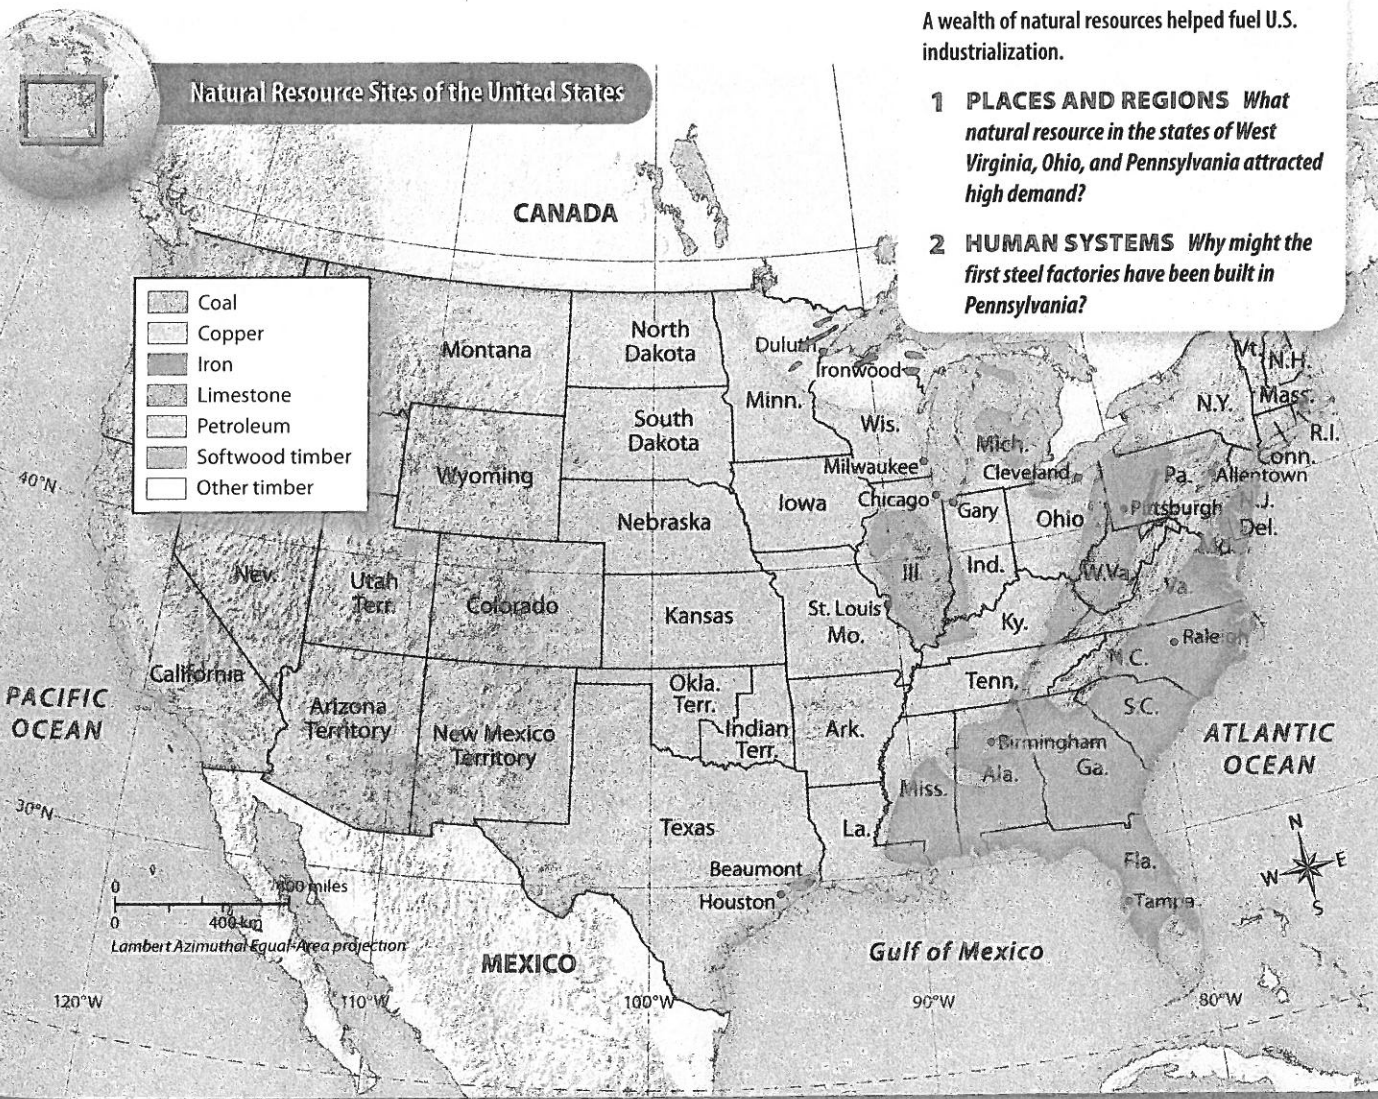 A wealth of natural resources helped fuel U.S.
industrialization.
Natural Resource Sites of the United States
1 PLACES AND REGIONS What
natural resource in the states of West
Virginia, Ohio, and Pennsylvania attracted
high demand?
2 HUMAN SYSTEMS Why might the
first steel factories have been built in
Pennsylvania?
CANADA
Coal
Copper
Iron
Limestone
Petroleum
Softwood timber
Other timber
Montana
North
Dakota
Duluth
Ironwood
Minn.
South
Dakota
Wis.
Mich.
Vt.
N.H.
Mass.
N.Y.
R.I.
Conn.
Wyoming
Milwaukee
Cleveland
Pa.
Allentown
40°N
Nebraska
Iowa
Chicago
Gary
Ohio
Pittsburgh
N.J.
Del.
Md.
Nev.
Utah
Terr.
Colorado
Kansas
St. Louis
Mo.
Ill.
Ind.
W.Va.
Va.
Ky.
Raleigh
N.C.
California
PACIFIC
OCEAN
Arizona
Territory
New Mexico
Territory
Okla.
Terr.
Indian
Terr.
Ark.
Tenn.
S.C.
ATLANTIC
OCEAN
Birmingham
Ala.
Ga.
Miss.
30°N
Texas
La.
Beaumont
Houston
Fla.
Tampa
N
W
E
S
0
400 miles
0
400 km
Lambert Azimuthal Equal-Area projection
MEXICO
Gulf of Mexico
120°W
110°W
100°W
90°W
80°W